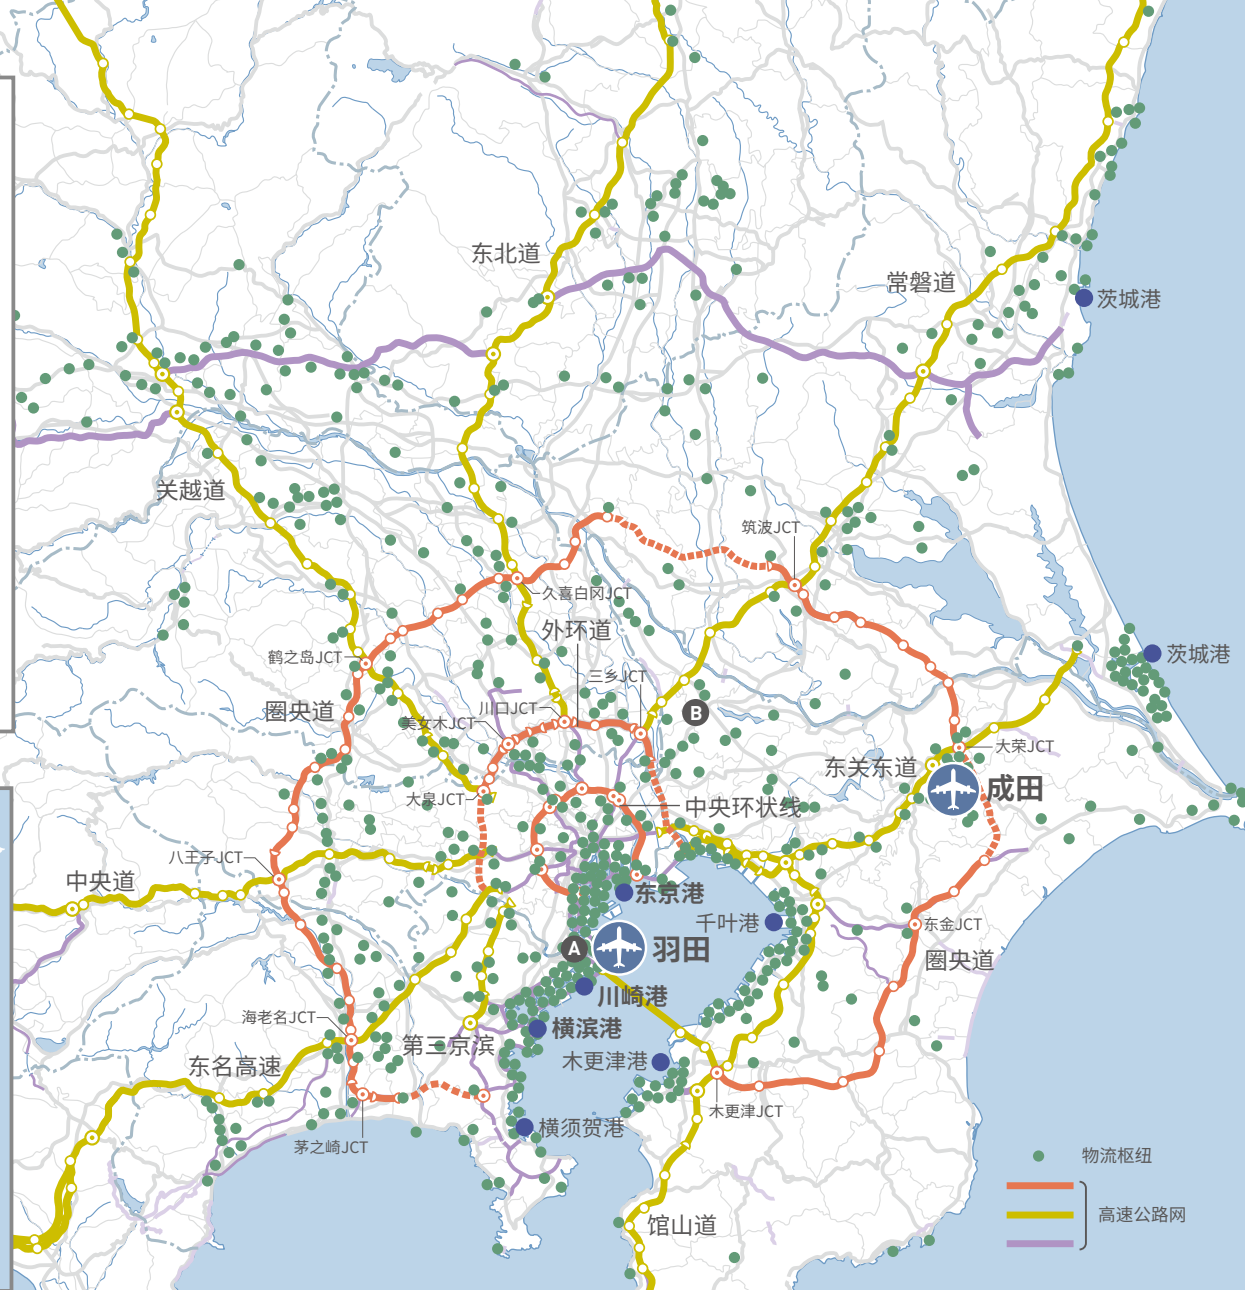 东北道
常磐道
茨城港
关越道
筑波JCT
久喜白冈JCT
外环道
鹤之岛JCT
三乡JCT
茨城港
圈央道
川口JCT
美女木JCT
B
大荣JCT
东关东道
成田
大泉JCT
中央环状线
八王子JCT
中央道
东京港
千叶港
东金JCT
A
羽田
圈央道
川崎港
海老名JCT
横滨港
第三京滨
东名高速
木更津港
木更津JCT
横须贺港
茅之崎JCT
物流枢纽
高速公路网
馆山道